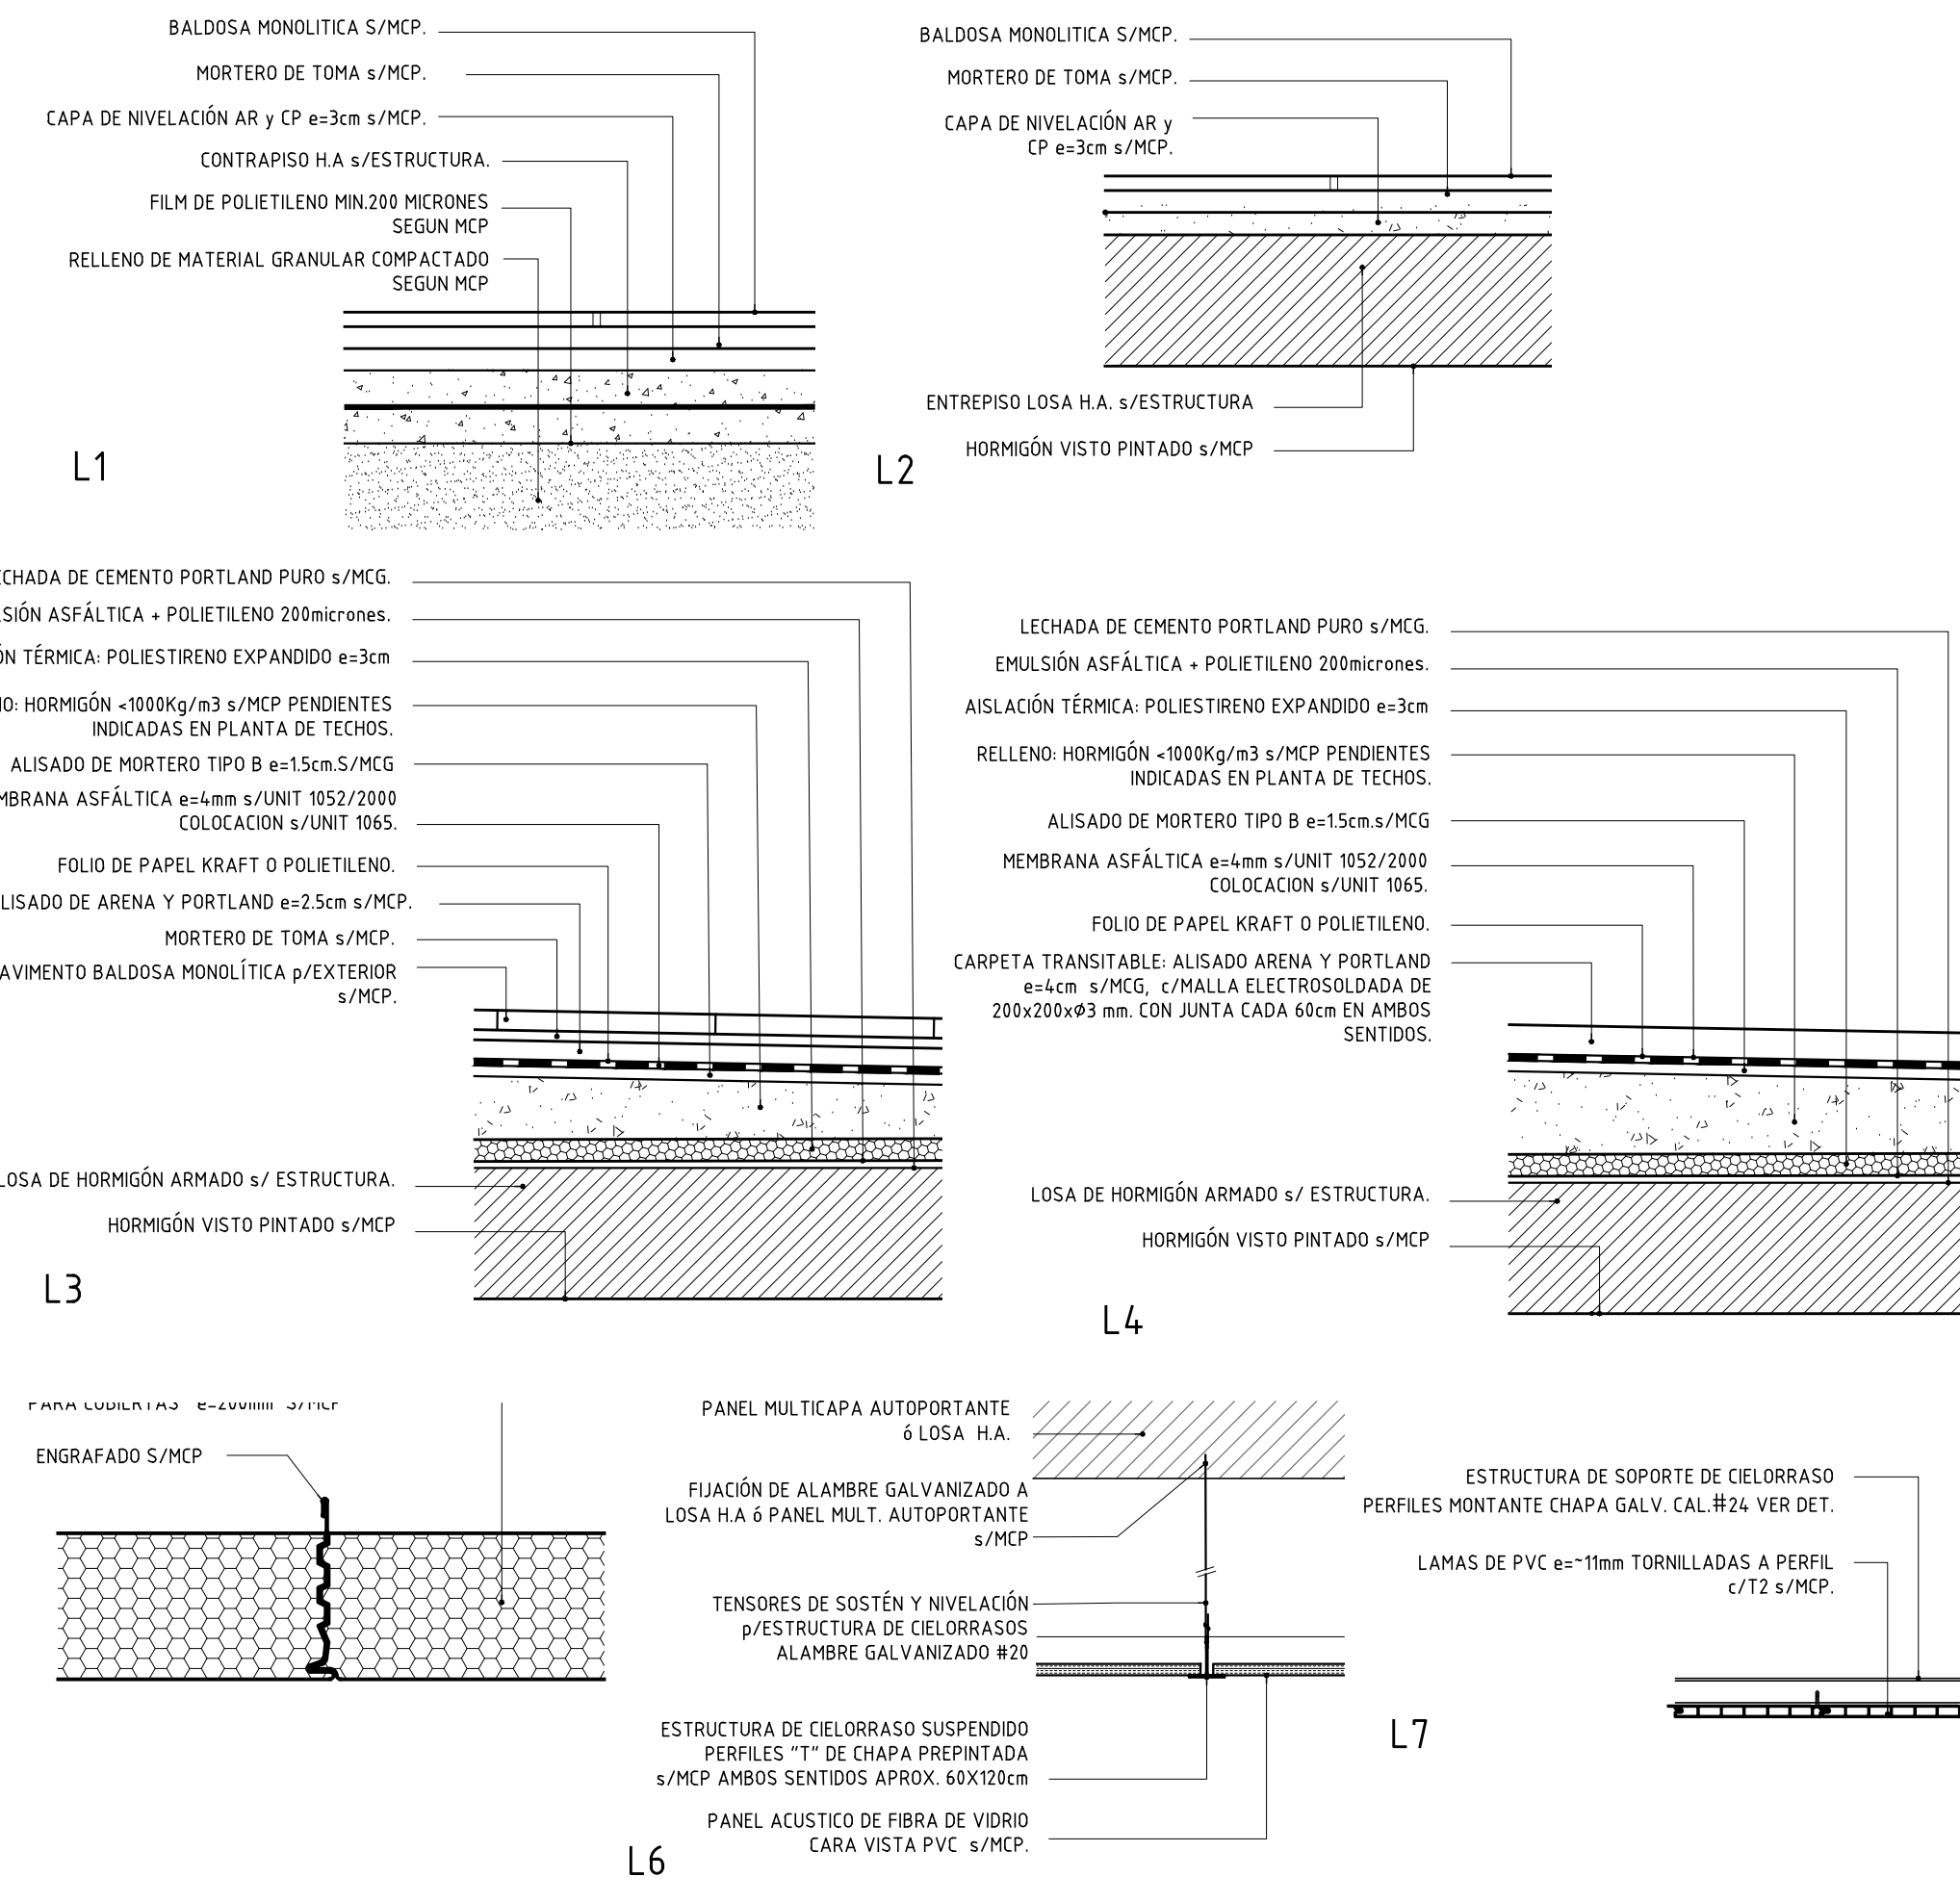 BALDOSA MONOLITICA S/MCP.
MORTERO DE TOMA s/MCP.
CAPA DE NIVELACIÓN AR y CP e=3cm s/MCP.
CONTRAPISO H.A s/ESTRUCTURA.
FILM DE POLIETILENO MIN.200 MICRONES
SEGUN MCP
RELLENO DE MATERIAL GRANULAR COMPACTADO
SEGUN MCP
L1
BALDOSA MONOLITICA S/MCP.
MORTERO DE TOMA s/MCP.
CAPA DE NIVELACIÓN AR y
CP e=3cm s/MCP.
ENTREPISO LOSA H.A. s/ESTRUCTURA
HORMIGÓN VISTO PINTADO s/MCP
L2
CHADA DE CEMENTO PORTLAND PURO s/MCG.
SIÓN ASFÁLTICA + POLIETILENO 200micrones.
ÓN TÉRMICA: POLIESTIRENO EXPANDIDO e=3cm
NO: HORMIGÓN <1000Kg/m3 s/MCP PENDIENTES
INDICADAS EN PLANTA DE TECHOS.
ALISADO DE MORTERO TIPO B e=1.5cm.S/MCG
MBRANA ASFÁLTICA e=4mm s/UNIT 1052/2000
COLOCACION s/UNIT 1065.
FOLIO DE PAPEL KRAFT O POLIETILENO.
LISADO DE ARENA Y PORTLAND e=2.5cm s/MCP.
MORTERO DE TOMA s/MCP.
AVIMENTO BALDOSA MONOLÍTICA p/EXTERIOR
s/MCP.
LOSA DE HORMIGÓN ARMADO s/ ESTRUCTURA.
HORMIGÓN VISTO PINTADO s/MCP
L3
LECHADA DE CEMENTO PORTLAND PURO s/MCG.
EMULSIÓN ASFÁLTICA + POLIETILENO 200micrones.
AISLACIÓN TÉRMICA: POLIESTIRENO EXPANDIDO e=3cm
RELLENO: HORMIGÓN <1000Kg/m3 s/MCP PENDIENTES
INDICADAS EN PLANTA DE TECHOS.
ALISADO DE MORTERO TIPO B e=1.5cm.s/MCG
MEMBRANA ASFÁLTICA e=4mm s/UNIT 1052/2000
COLOCACION s/UNIT 1065.
FOLIO DE PAPEL KRAFT O POLIETILENO.
CARPETA TRANSITABLE: ALISADO ARENA Y PORTLAND
e=4cm s/MCG, c/MALLA ELECTROSOLDADA DE
200x200xØ3 mm. CON JUNTA CADA 60cm EN AMBOS
SENTIDOS.
LOSA DE HORMIGÓN ARMADO s/ ESTRUCTURA.
HORMIGÓN VISTO PINTADO s/MCP
L4
PARA CUBIERTAS e=200mm S/MCP
ENGRAFADO S/MCP
PANEL MULTICAPA AUTOPORTANTE
ó LOSA H.A.
FIJACIÓN DE ALAMBRE GALVANIZADO A
LOSA H.A ó PANEL MULT. AUTOPORTANTE
s/MCP
TENSORES DE SOSTÉN Y NIVELACIÓN
p/ESTRUCTURA DE CIELORRASOS
ALAMBRE GALVANIZADO #20
ESTRUCTURA DE CIELORRASO SUSPENDIDO
PERFILES "T" DE CHAPA PREPINTADA
s/MCP AMBOS SENTIDOS APROX. 60X120cm
PANEL ACUSTICO DE FIBRA DE VIDRIO
CARA VISTA PVC s/MCP.
L6
ESTRUCTURA DE SOPORTE DE CIELORRASO
PERFILES MONTANTE CHAPA GALV. CAL.#24 VER DET.
LAMAS DE PVC e=~11mm TORNILLADAS A PERFIL
c/T2 s/MCP.
L7